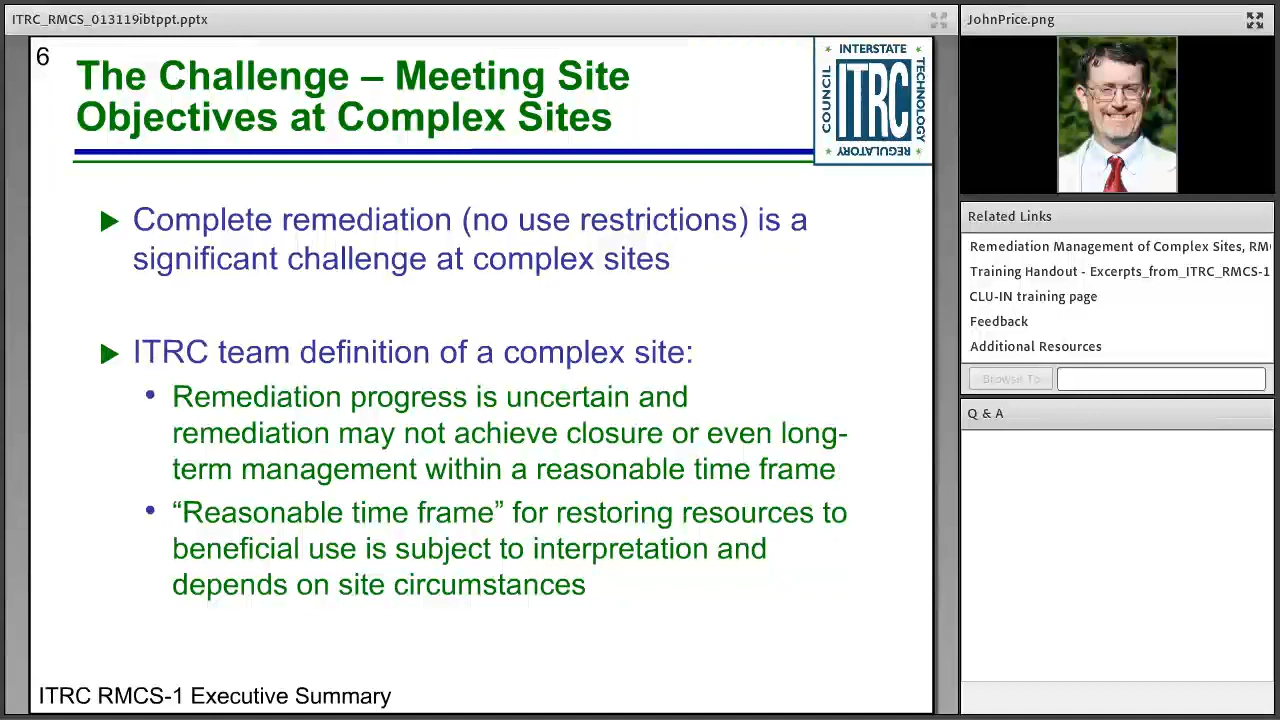 ITRC_RMCS_013119ibtppt.pptx
6
The Challenge – Meeting Site
Objectives at Complex Sites
INTERSTATE
TECHNOLOGY
REGULATORY
COUNCIL
ITRC
Complete remediation (no use restrictions) is a
significant challenge at complex sites
ITRC team definition of a complex site:
Remediation progress is uncertain and
remediation may not achieve closure or even long-
term management within a reasonable time frame
“Reasonable time frame” for restoring resources to
beneficial use is subject to interpretation and
depends on site circumstances
ITRC RMCS-1 Executive Summary
JohnPrice.png
Related Links
Remediation Management of Complex Sites, RM
Training Handout - Excerpts_from_ITRC_RMCS-1
CLU-IN training page
Feedback
Additional Resources
Browse To
Q & A